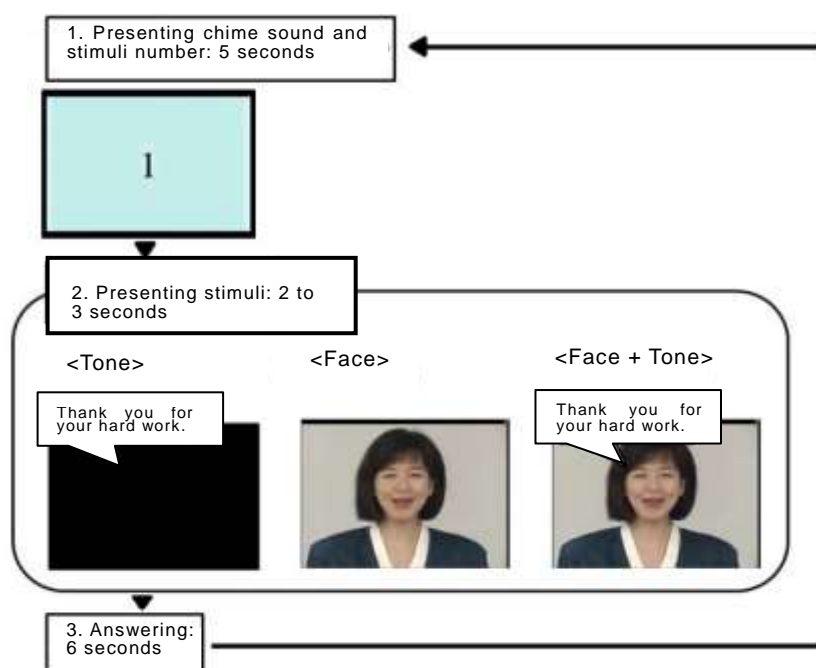 1. Presenting chime sound and
stimuli number: 5 seconds
1
2. Presenting stimuli: 2 to
3 seconds
<Tone>
<Face>
<Face + Tone>
Thank you for
your hard work.
Thank you for
your hard work.
3. Answering:
6 seconds